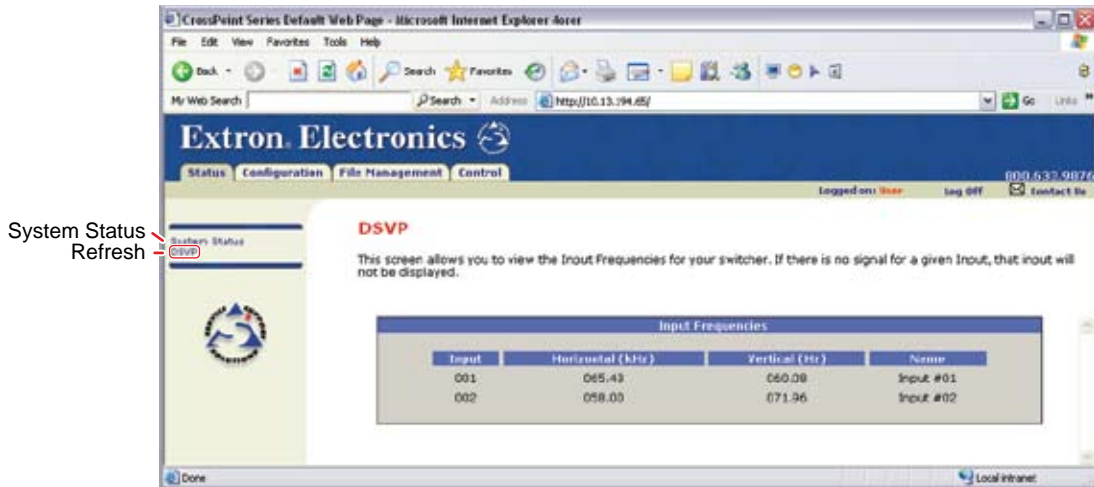 CrossPoint Series Default Web Page - Microsoft Internet Explorer
File Edit View Favorites Tools Help
Back Search Favorites
My Web Search Search Address http://10.13.194.65/ Go Links »
Extron Electronics
Status Configuration File Management Control
800.633.9876
Logged on: User Log Off Contact Us
System Status
Refresh
System Status
DSVP
DSVP
This screen allows you to view the Input Frequencies for your switcher. If there is no signal for a given Input, that input will
not be displayed.
Input Frequencies
Input Horizontal (kHz) Vertical (Hz) Name
001 065.43 060.08 Input #01
002 058.03 071.96 Input #02
Done Local intranet